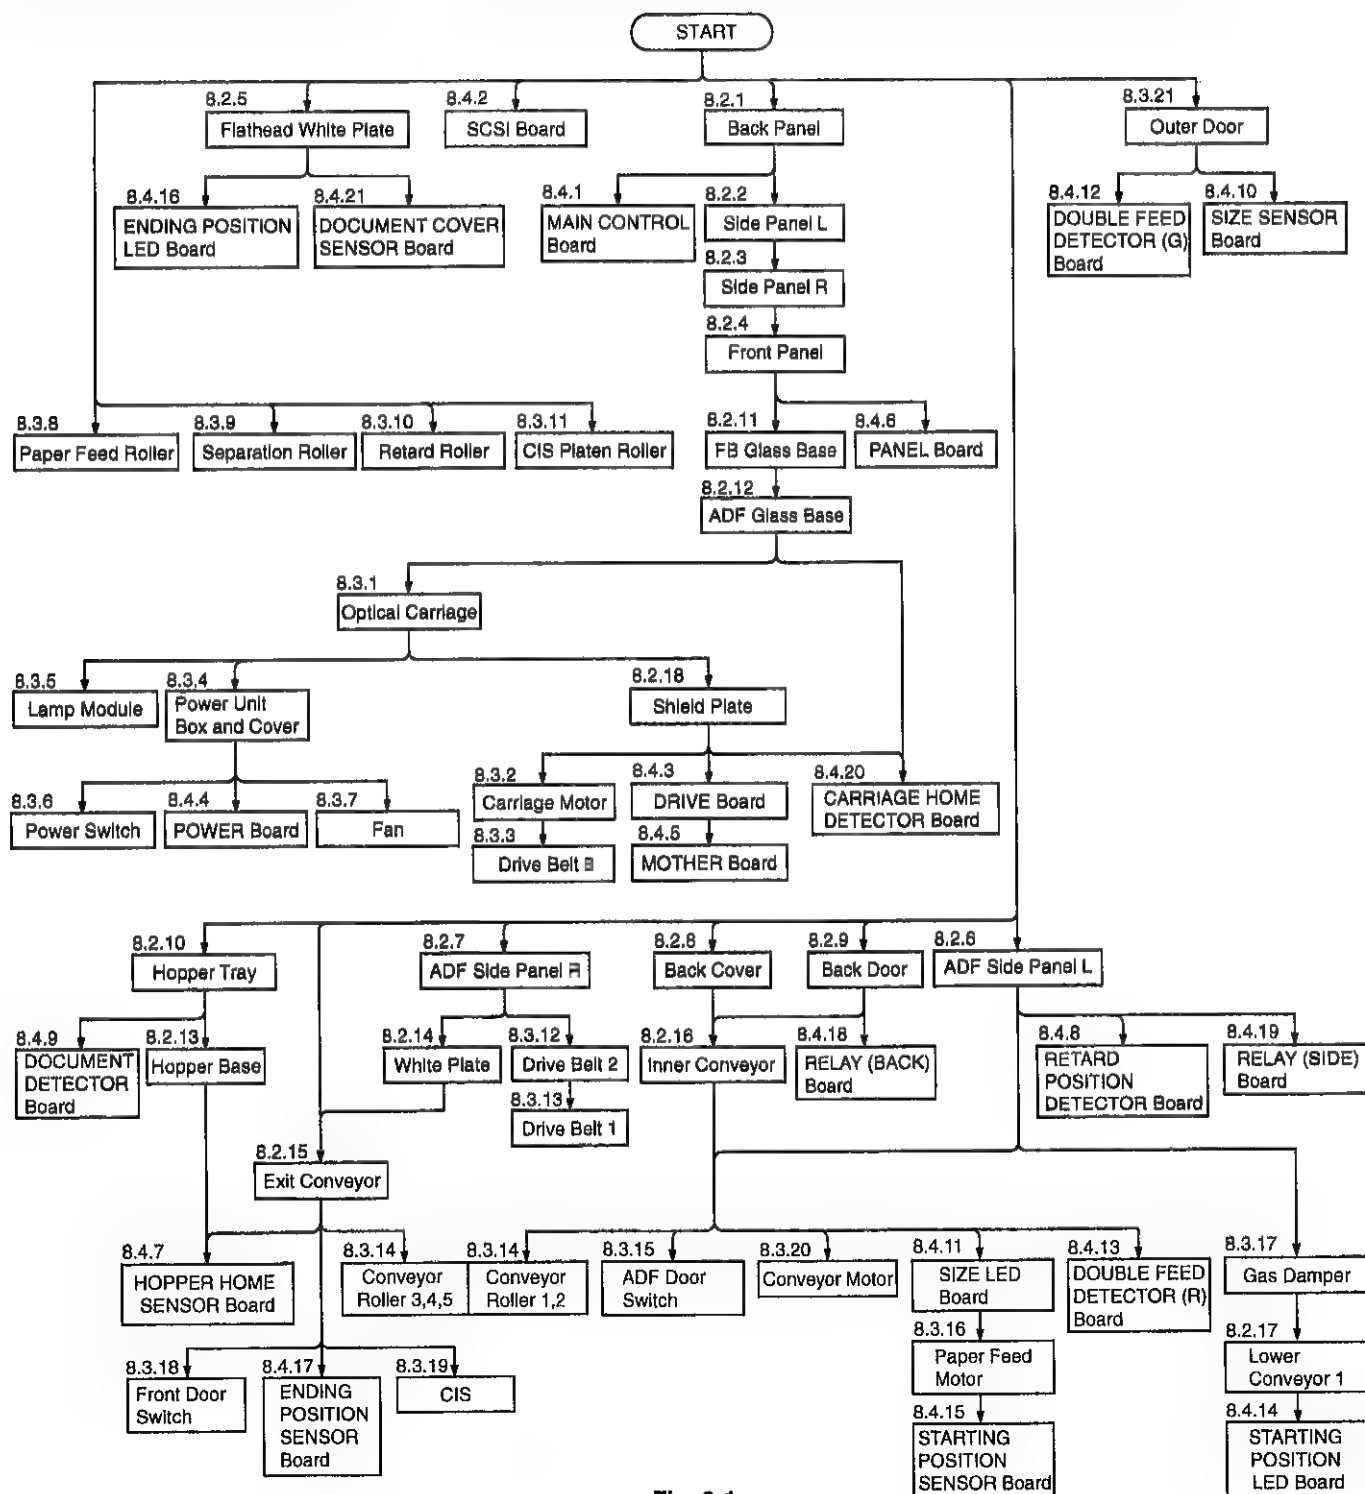 START
8.2.5
Flathead White Plate
8.4.2
SCSI Board
8.2.1
Back Panel
8.3.21
Outer Door
8.4.16
ENDING POSITION
LED Board
8.4.21
DOCUMENT COVER
SENSOR Board
8.4.1
MAIN CONTROL
Board
8.2.2
Side Panel L
8.4.12
DOUBLE FEED
DETECTOR (G)
Board
8.4.10
SIZE SENSOR
Board
8.2.3
Side Panel R
8.2.4
Front Panel
8.3.8
Paper Feed Roller
8.3.9
Separation Roller
8.3.10
Retard Roller
8.3.11
CIS Platen Roller
8.2.11
FB Glass Base
8.4.6
PANEL Board
8.2.12
ADF Glass Base
8.3.1
Optical Carriage
8.3.5
Lamp Module
8.3.4
Power Unit
Box and Cover
8.2.18
Shield Plate
8.3.6
Power Switch
8.4.4
POWER Board
8.3.7
Fan
8.3.2
Carriage Motor
8.4.3
DRIVE Board
8.4.20
CARRIAGE HOME
DETECTOR Board
8.3.3
Drive Belt B
8.4.5
MOTHER Board
8.2.10
Hopper Tray
8.2.7
ADF Side Panel R
8.2.8
Back Cover
8.2.9
Back Door
8.2.6
ADF Side Panel L
8.4.9
DOCUMENT
DETECTOR
Board
8.2.13
Hopper Base
8.2.14
White Plate
8.3.12
Drive Belt 2
8.2.16
Inner Conveyor
8.4.18
RELAY (BACK)
Board
8.4.8
RETARD
POSITION
DETECTOR Board
8.4.19
RELAY (SIDE)
Board
8.3.13
Drive Belt 1
8.2.15
Exit Conveyor
8.4.7
HOPPER HOME
SENSOR Board
8.3.14
Conveyor
Roller 3,4,5
8.3.14
Conveyor
Roller 1,2
8.3.15
ADF Door
Switch
8.3.20
Conveyor Motor
8.4.11
SIZE LED
Board
8.4.13
DOUBLE FEED
DETECTOR (R)
Board
8.3.17
Gas Damper
8.3.18
Front Door
Switch
8.4.17
ENDING
POSITION
SENSOR
Board
8.3.19
CIS
8.3.16
Paper Feed
Motor
8.2.17
Lower
Conveyor 1
8.4.15
STARTING
POSITION
SENSOR Board
8.4.14
STARTING
POSITION
LED Board